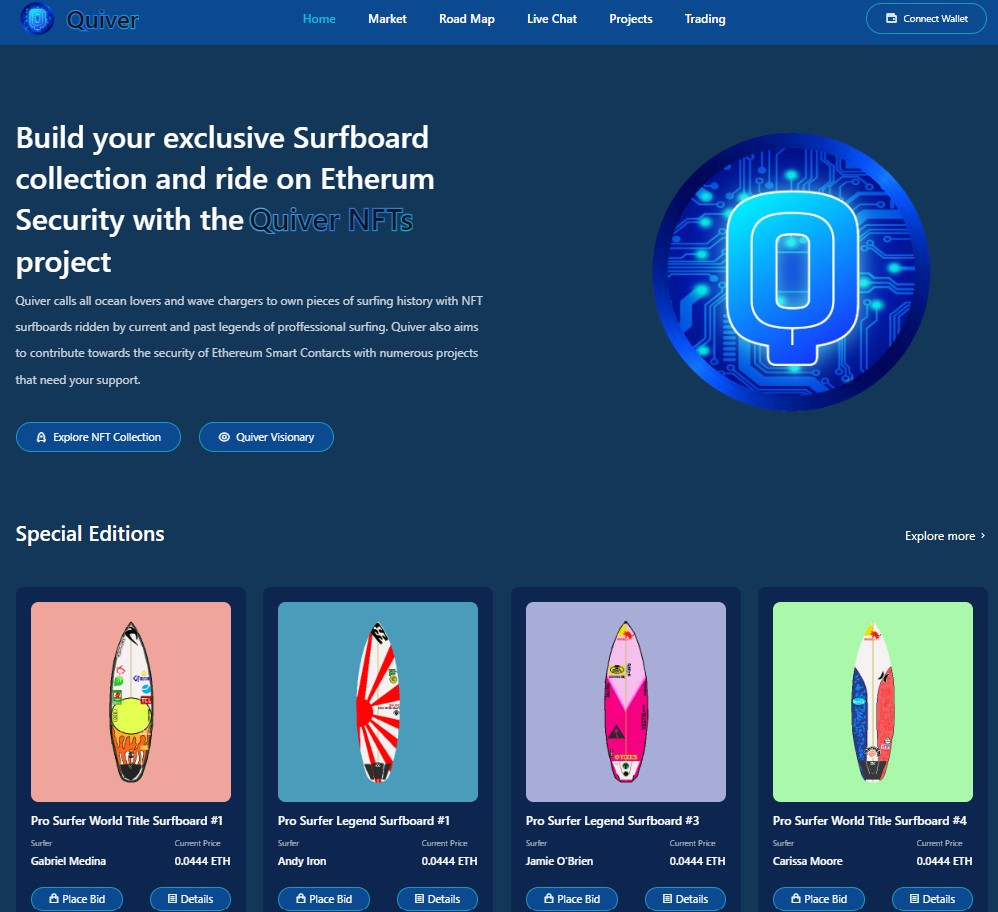 Quiver
Home Market Road Map Live Chat Projects Trading
Connect Wallet
Build your exclusive Surfboard
collection and ride on Etherum
Security with the Quiver NFTs
project
Quiver calls all ocean lovers and wave chargers to own pieces of surfing history with NFT
surfboards ridden by current and past legends of proffessional surfing. Quiver also aims
to contribute towards the security of Ethereum Smart Contarcts with numerous projects
that need your support.
Explore NFT Collection Quiver Visionary
Special Editions
Explore more
Pro Surfer World Title Surfboard #1 Pro Surfer Legend Surfboard #1 Pro Surfer Legend Surfboard #3 Pro Surfer World Title Surfboard #4
Surfer Current Price Surfer Current Price Surfer Current Price Surfer Current Price
Gabriel Medina 0.0444 ETH Andy Iron 0.0444 ETH Jamie O'Brien 0.0444 ETH Carissa Moore 0.0444 ETH
Place Bid Details Place Bid Details Place Bid Details Place Bid Details